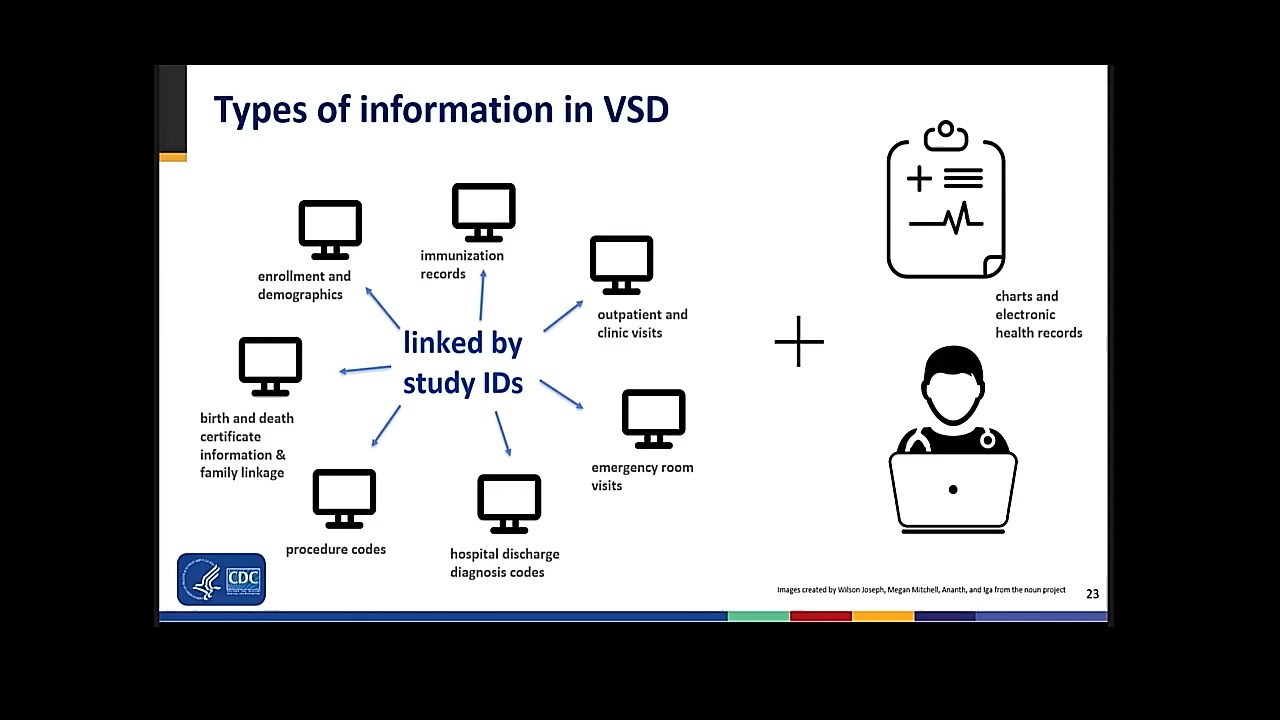 Types of information in VSD
enrollment and
demographics
immunization
records
outpatient and
clinic visits
linked by
study IDs
birth and death
certificate
information &
family linkage
emergency room
visits
procedure codes
hospital discharge
diagnosis codes
charts and
electronic
health records
CDC
Images created by Wilson Joseph, Megan Mitchell, Ananth, and Iga from the noun project
23